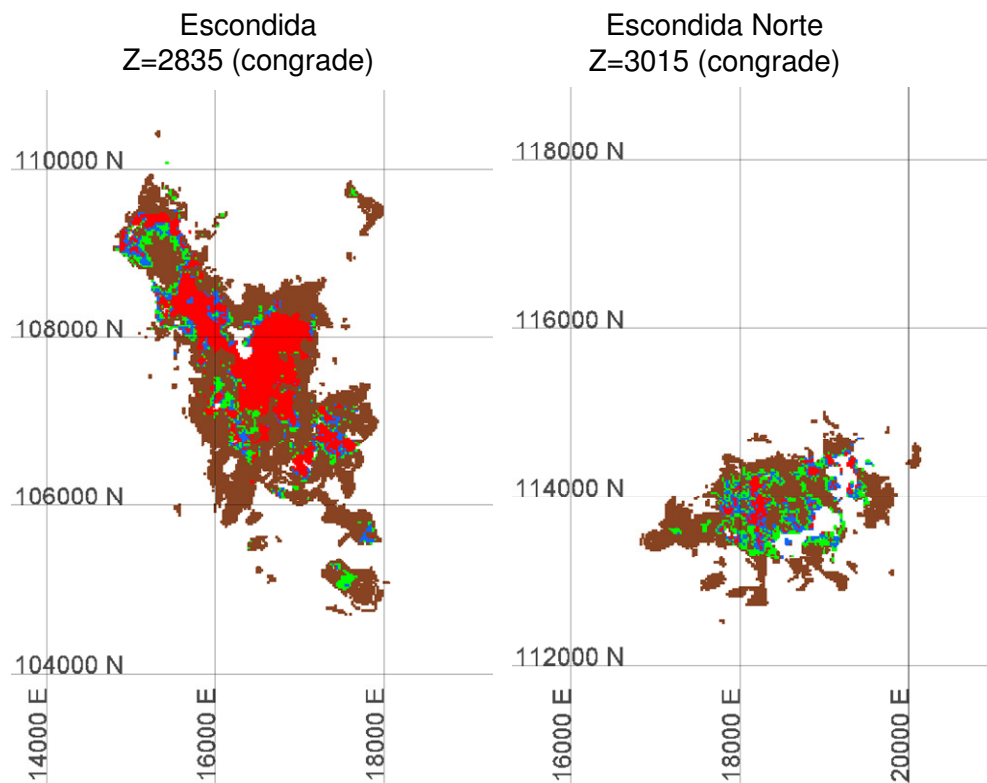 Escondida
Z=2835 (congrade)
110000 N
108000 N
106000 N
104000 N
14000 E
16000 E
18000 E
Escondida Norte
Z=3015 (congrade)
118000 N
116000 N
114000 N
112000 N
16000 E
18000 E
20000 E